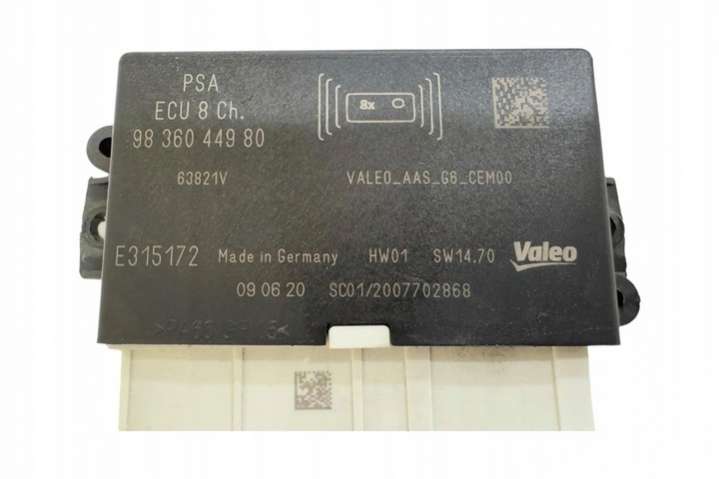 PSA
ECU 8 Ch.
98 360 449 80
8x
63821V
VALEO_AAS_G6_CEM00
E315172 Made in Germany HW01 SW14.70 Valeo
09 06 20 SC01/2007702868